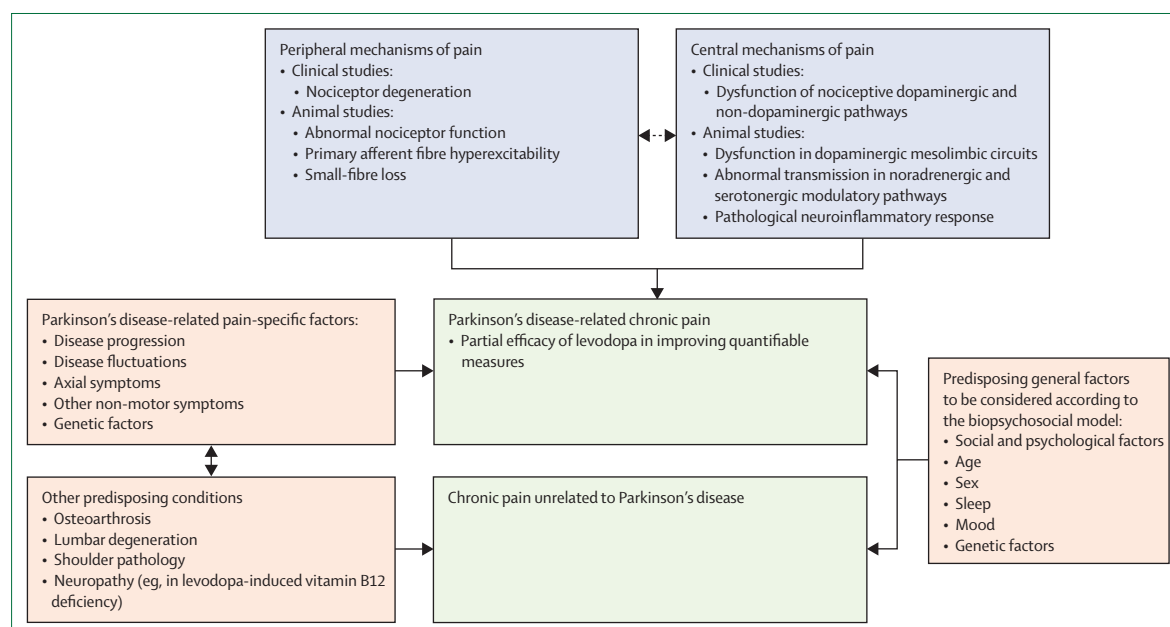 Peripheral mechanisms of pain
• Clinical studies:
• Nociceptor degeneration
• Animal studies:
• Abnormal nociceptor function
• Primary afferent fibre hyperexcitability
• Small-fibre loss
Central mechanisms of pain
• Clinical studies:
• Dysfunction of nociceptive dopaminergic and
non-dopaminergic pathways
• Animal studies:
• Dysfunction in dopaminergic mesolimbic circuits
• Abnormal transmission in noradrenergic and
serotonergic modulatory pathways
• Pathological neuroinflammatory response
Parkinson’s disease-related pain-specific factors:
• Disease progression
• Disease fluctuations
• Axial symptoms
• Other non-motor symptoms
• Genetic factors
Parkinson’s disease-related chronic pain
• Partial efficacy of levodopa in improving quantifiable
measures
Predisposing general factors
to be considered according to
the biopsychosocial model:
• Social and psychological factors
• Age
• Sex
• Sleep
• Mood
• Genetic factors
Other predisposing conditions
• Osteoarthrosis
• Lumbar degeneration
• Shoulder pathology
• Neuropathy (eg, in levodopa-induced vitamin B12
deficiency)
Chronic pain unrelated to Parkinson’s disease